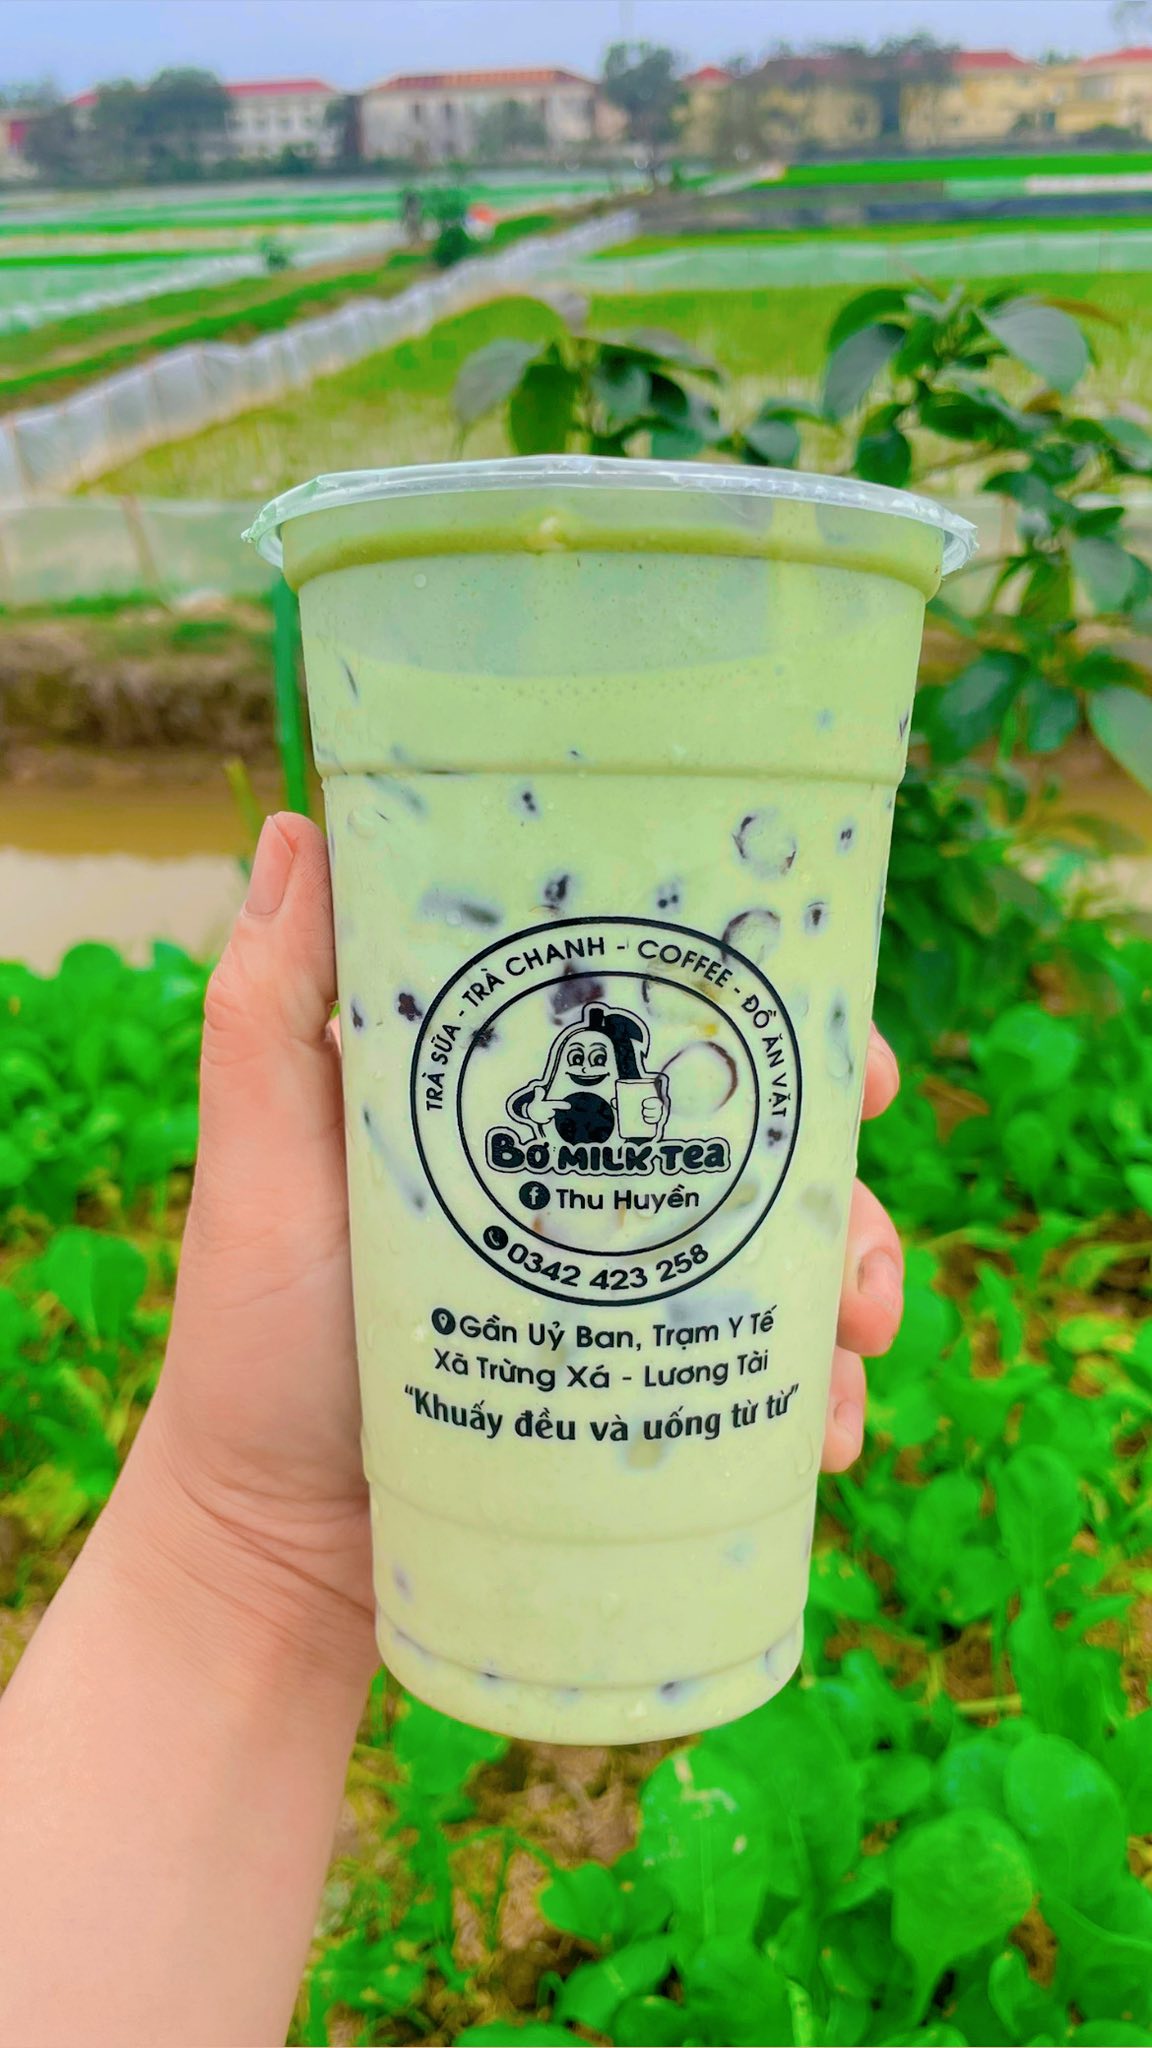 TRÀ SỮA - TRÀ CHANH - COFFEE - ĐỒ ĂN VẶT
Bơ MILK Tea
f Thu Huyền
0342 423 258
Gần Uỷ Ban, Trạm Y Tế
Xã Trừng Xá - Lương Tài
“Khuấy đều và uống từ từ”